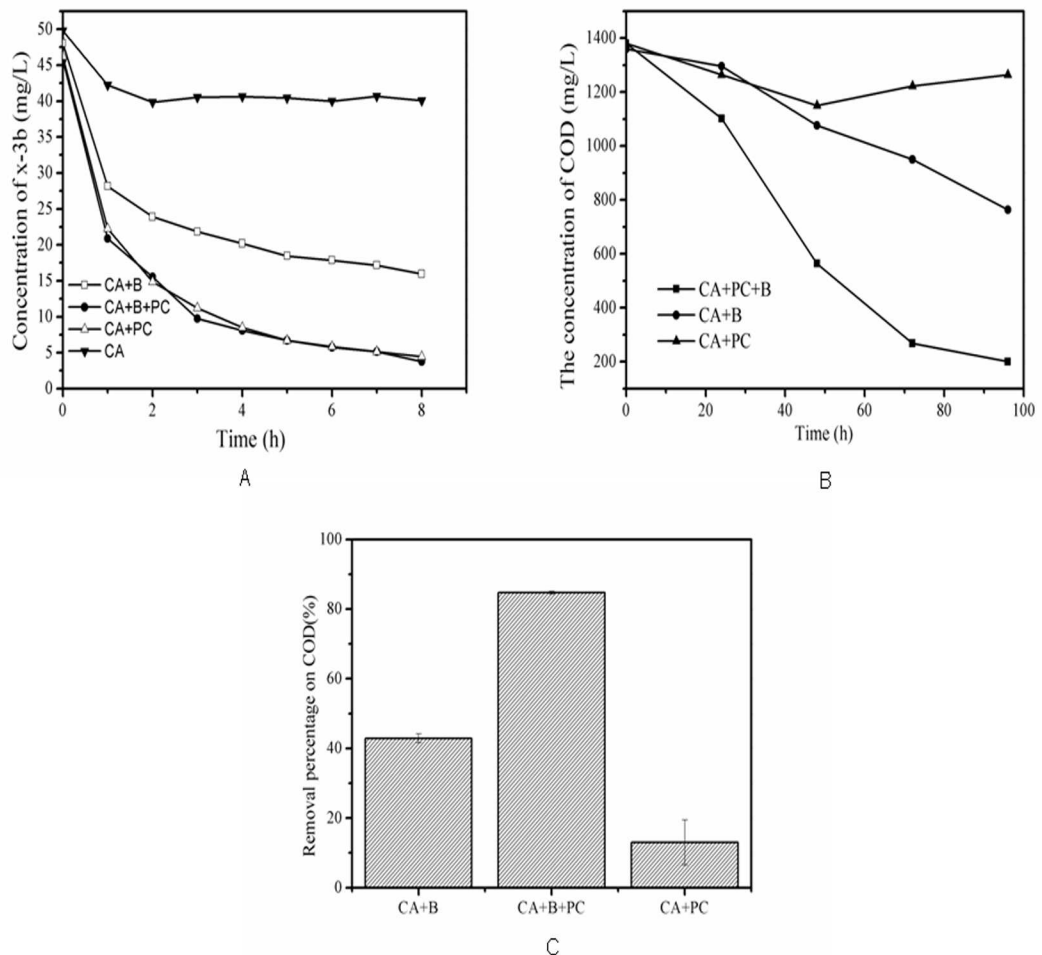 Concentration of x-3b (mg/L)
50
45
40
35
30
25
20
15
10
5
0
CA+B
CA+B+PC
CA+PC
CA
0
2
4
6
8
Time (h)
A
The concentration of COD (mg/L)
1400
1200
1000
800
600
400
200
CA+PC+B
CA+B
CA+PC
0
20
40
60
80
100
Time (h)
B
Removal percentage on COD(%)
100
80
60
40
20
0
CA+B
CA+B+PC
CA+PC
C